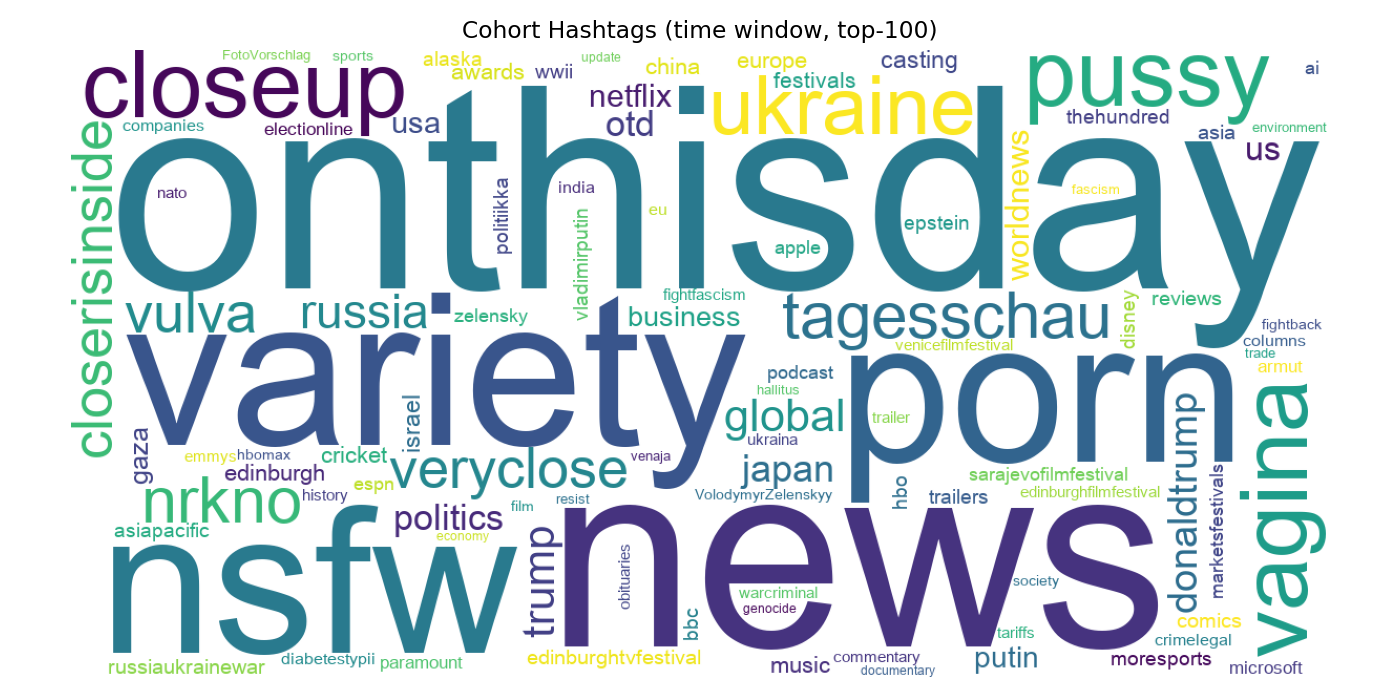 Cohort Hashtags (time window, top-100)
FotoVorschlag sports alaska update china europe casting ai
closeup awards wwii netflix festivals ukraine pussy
companies electionline usa otd thehundred asia environment us
onthisday
closerisinside nato politiikka india eu vladimirputin apple epstein worldnews fascism
vulva russia zelensky fightfascism business tagesschau disney reviews
variety venicefilmfestival fightback columns trade armut
podcast hallitus porn
israel global trailer ukraina donaldtrump vagina
gaza emmys hbomax edinburgh cricket espn veryclose venaja japan sarajevofilmfestival
nrkno history VolodymyrZelenskyy hbo trailers edinburghfilmfestival marketsfestivals
asiapacific politics film resist economy
nsfw trump obituaries news society
warcriminal genocide bbc
tariffs comics crimelegal
russiaukrainewar diabetestypii paramount edinburghtvfestival music commentary documentary putin moresports microsoft